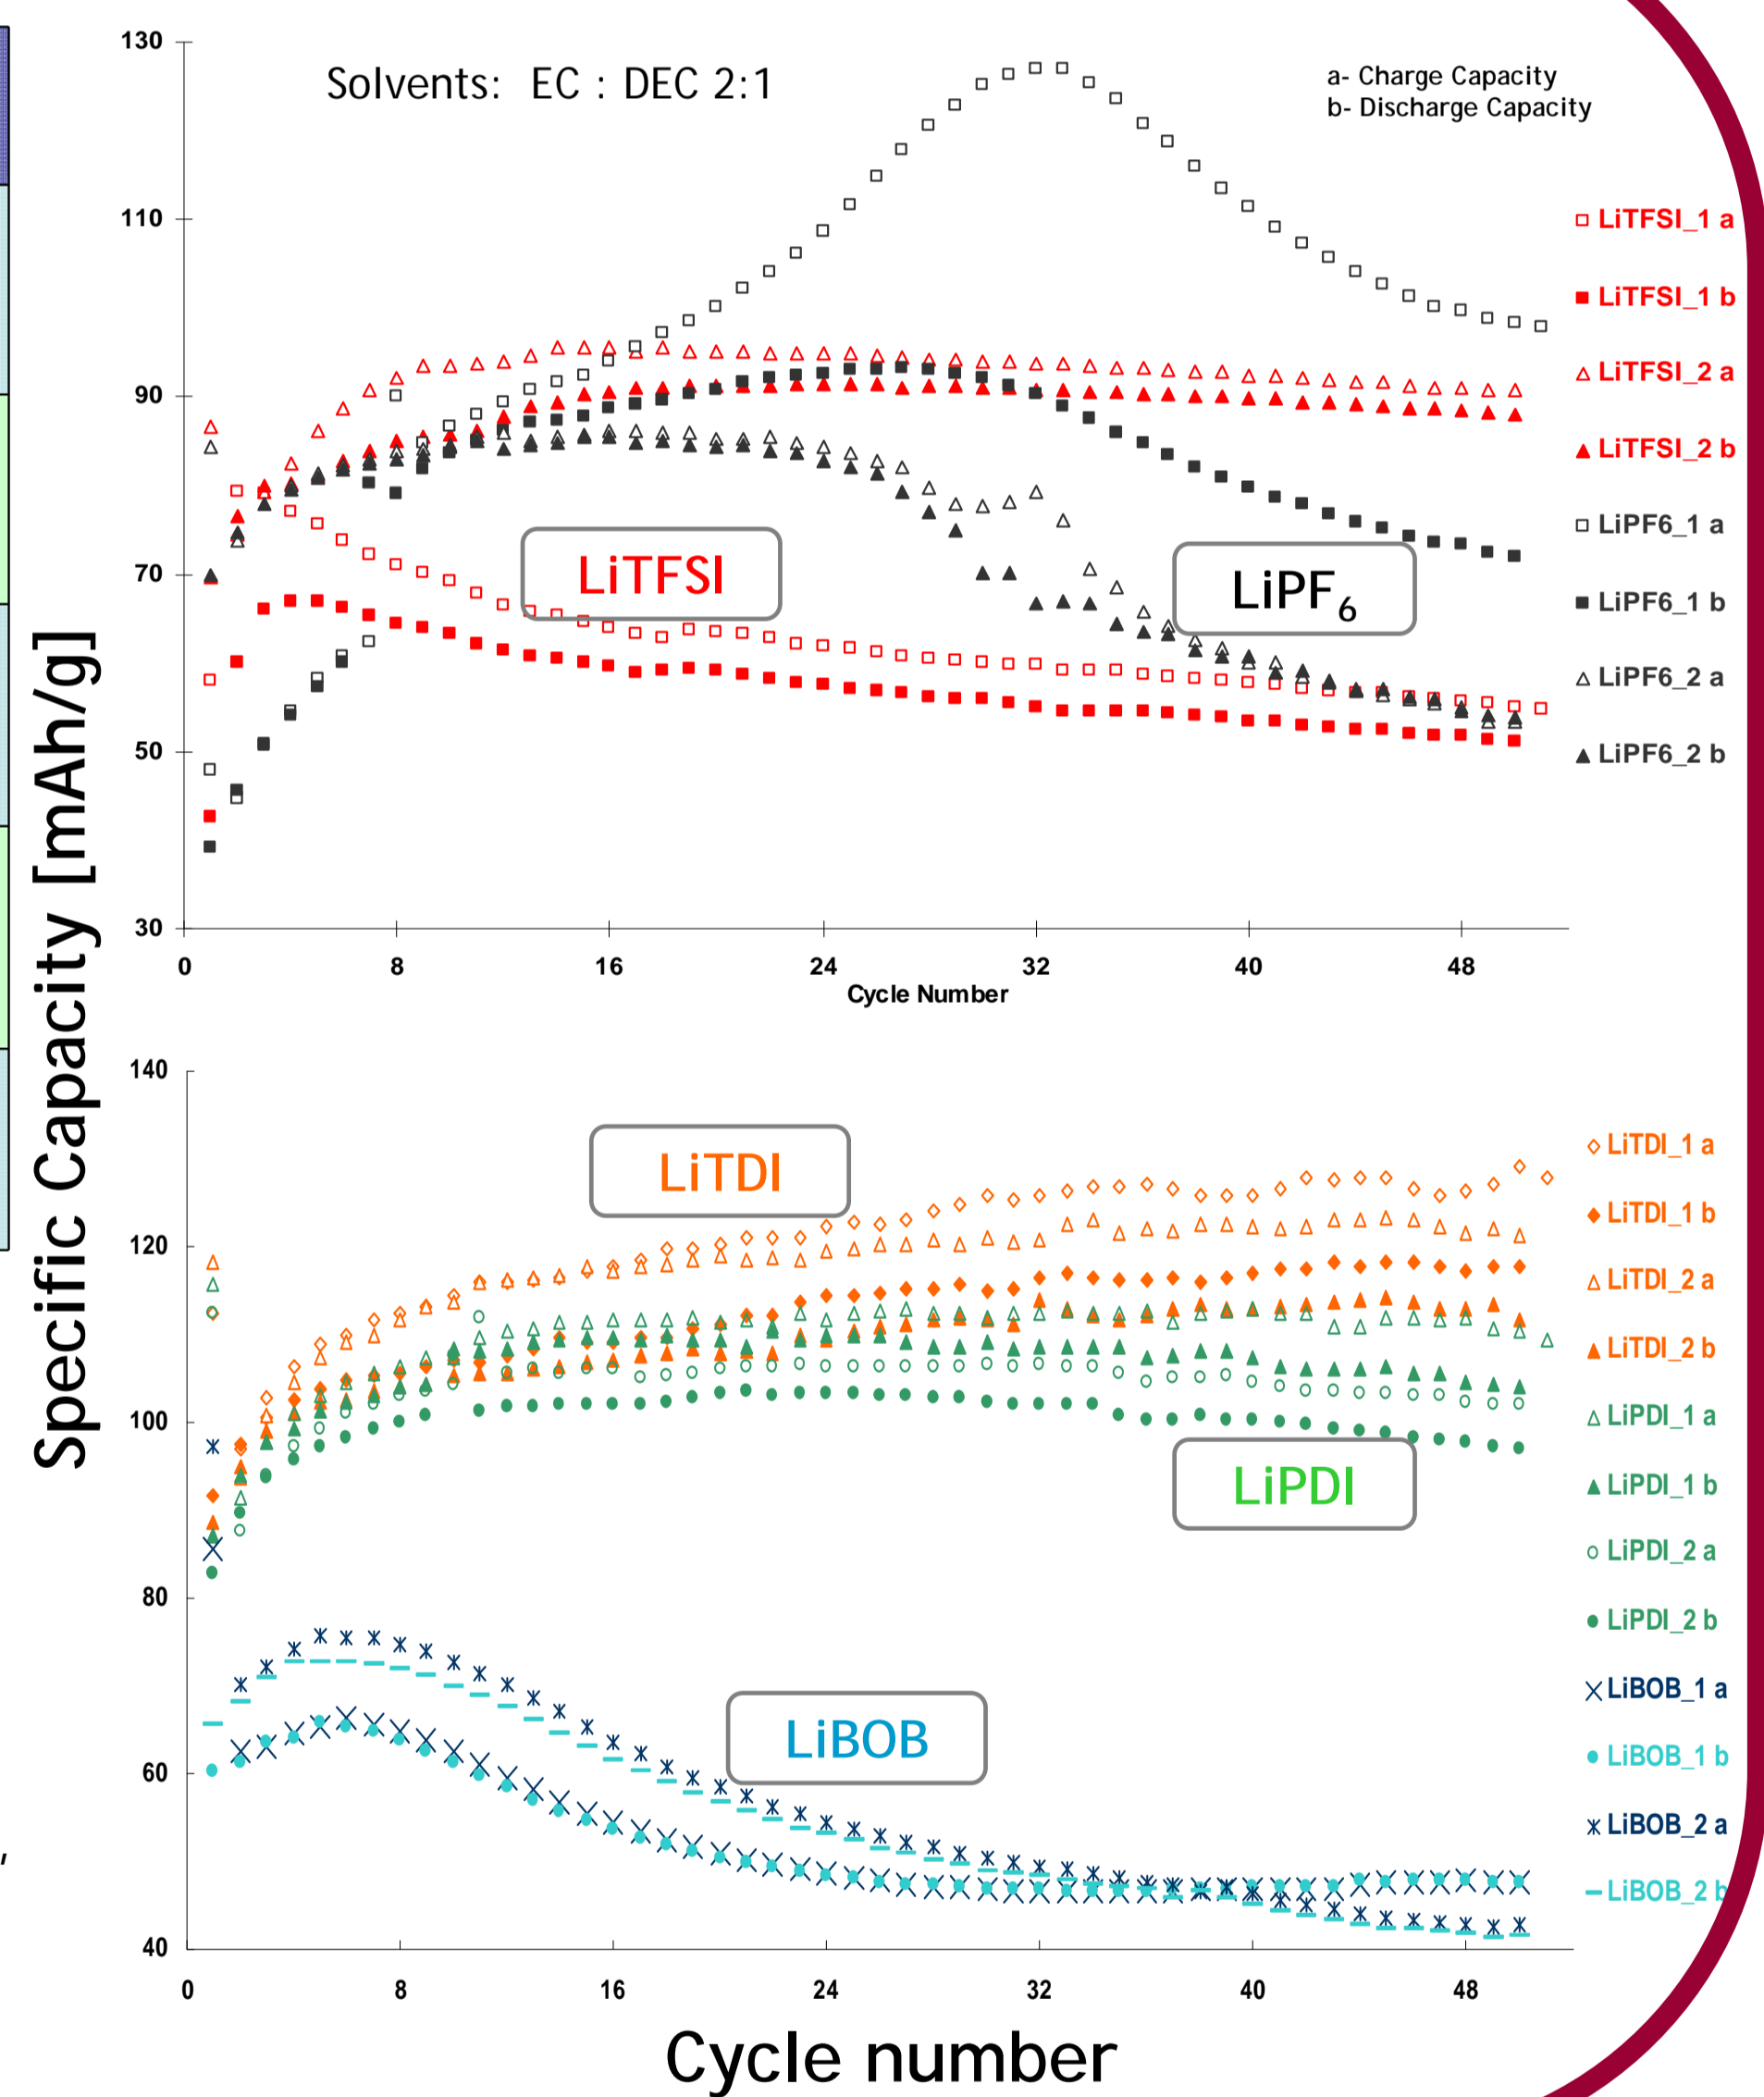 Specific Capacity [mAh/g]
Solvents: EC : DEC 2:1
a- Charge Capacity
b- Discharge Capacity
130
110
90
70
50
30
0 8 16 24 32 40 48
Cycle Number
LiTFSI
LiPF6
LiTFSI_1 a
LiTFSI_1 b
LiTFSI_2 a
LiTFSI_2 b
LiPF6_1 a
LiPF6_1 b
LiPF6_2 a
LiPF6_2 b
140
120
100
80
60
40
0 8 16 24 32 40 48
LiTDI
LiPDI
LiBOB
LiTDI_1 a
LiTDI_1 b
LiTDI_2 a
LiTDI_2 b
LiPDI_1 a
LiPDI_1 b
LiPDI_2 a
LiPDI_2 b
LiBOB_1 a
LiBOB_1 b
LiBOB_2 a
LiBOB_2 b
Cycle number
,